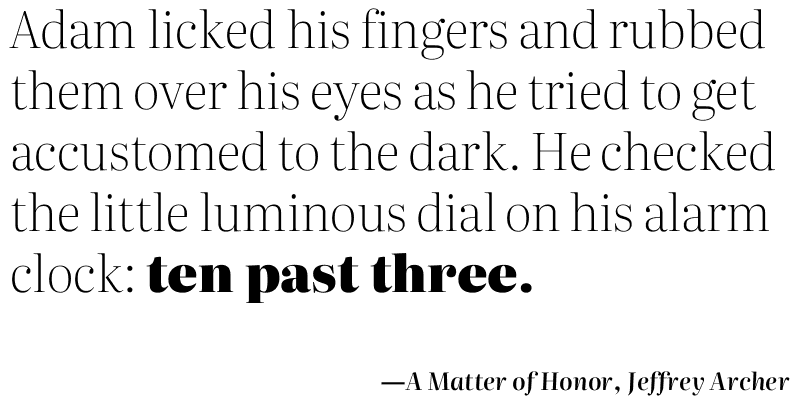 Adam licked his fingers and rubbed
them over his eyes as he tried to get
accustomed to the dark. He checked
the little luminous dial on his alarm
clock: ten past three.
—A Matter of Honor, Jeffrey Archer